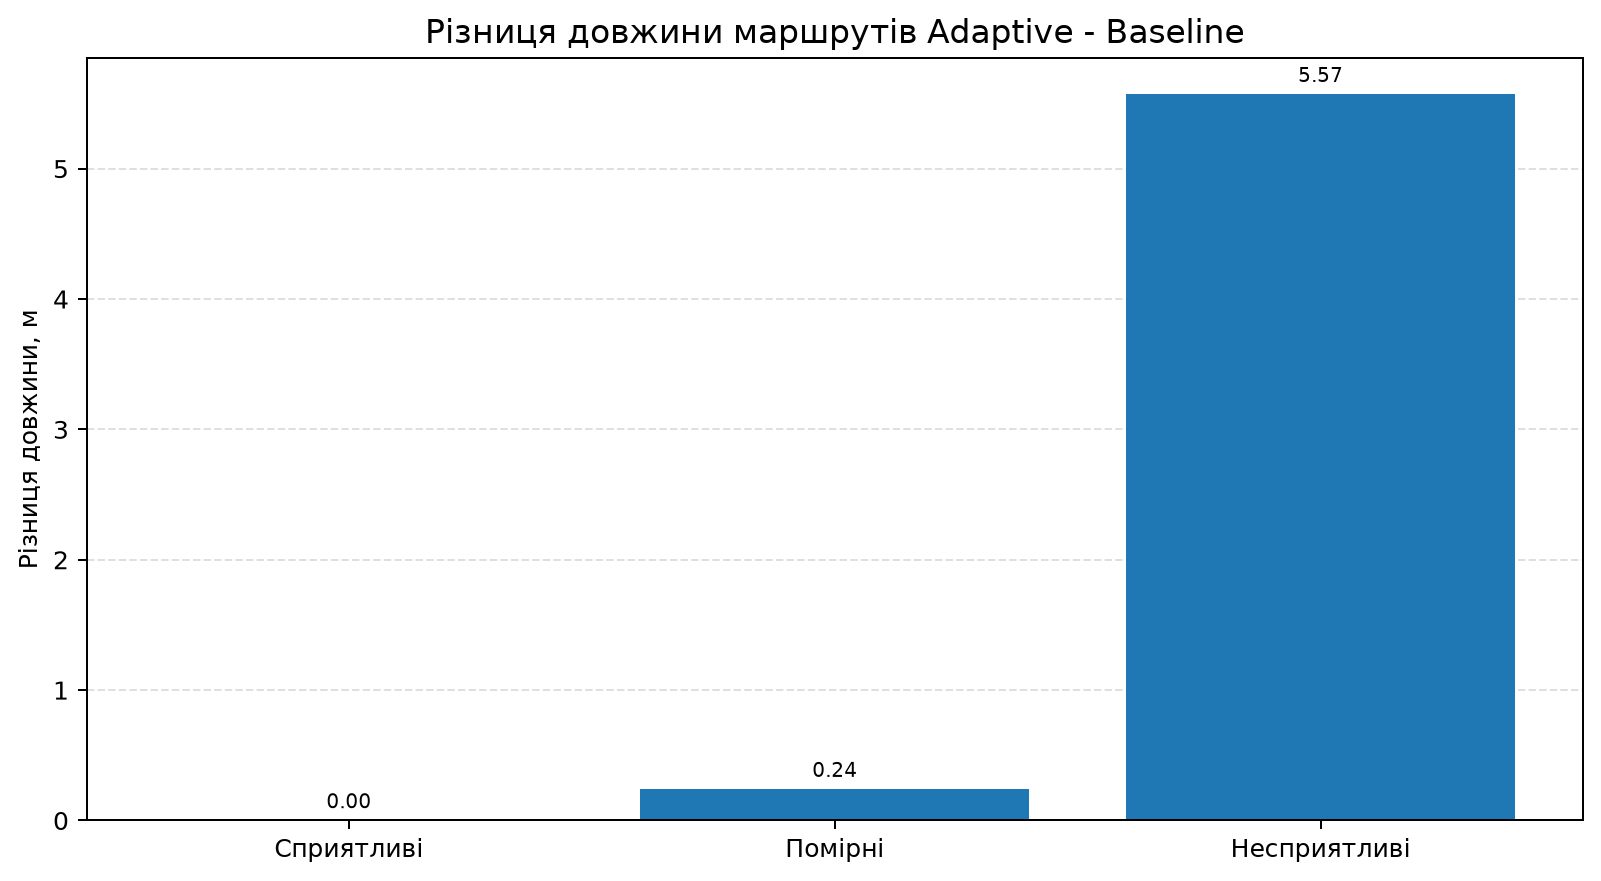 Різниця довжини маршрутів Adaptive - Baseline
Різниця довжини, м
5
4
3
2
1
0
0.00
0.24
5.57
Сприятливі
Помірні
Несприятливі